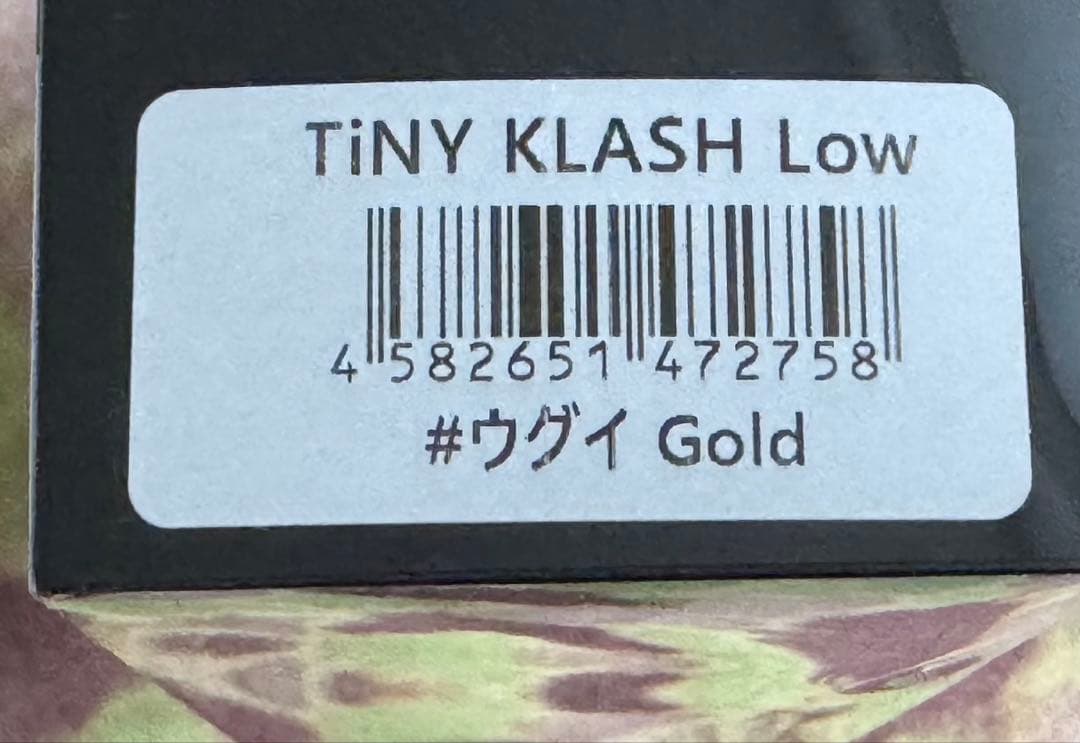 TiNY KLASH Low
4 582651 472758
#ウグイ Gold